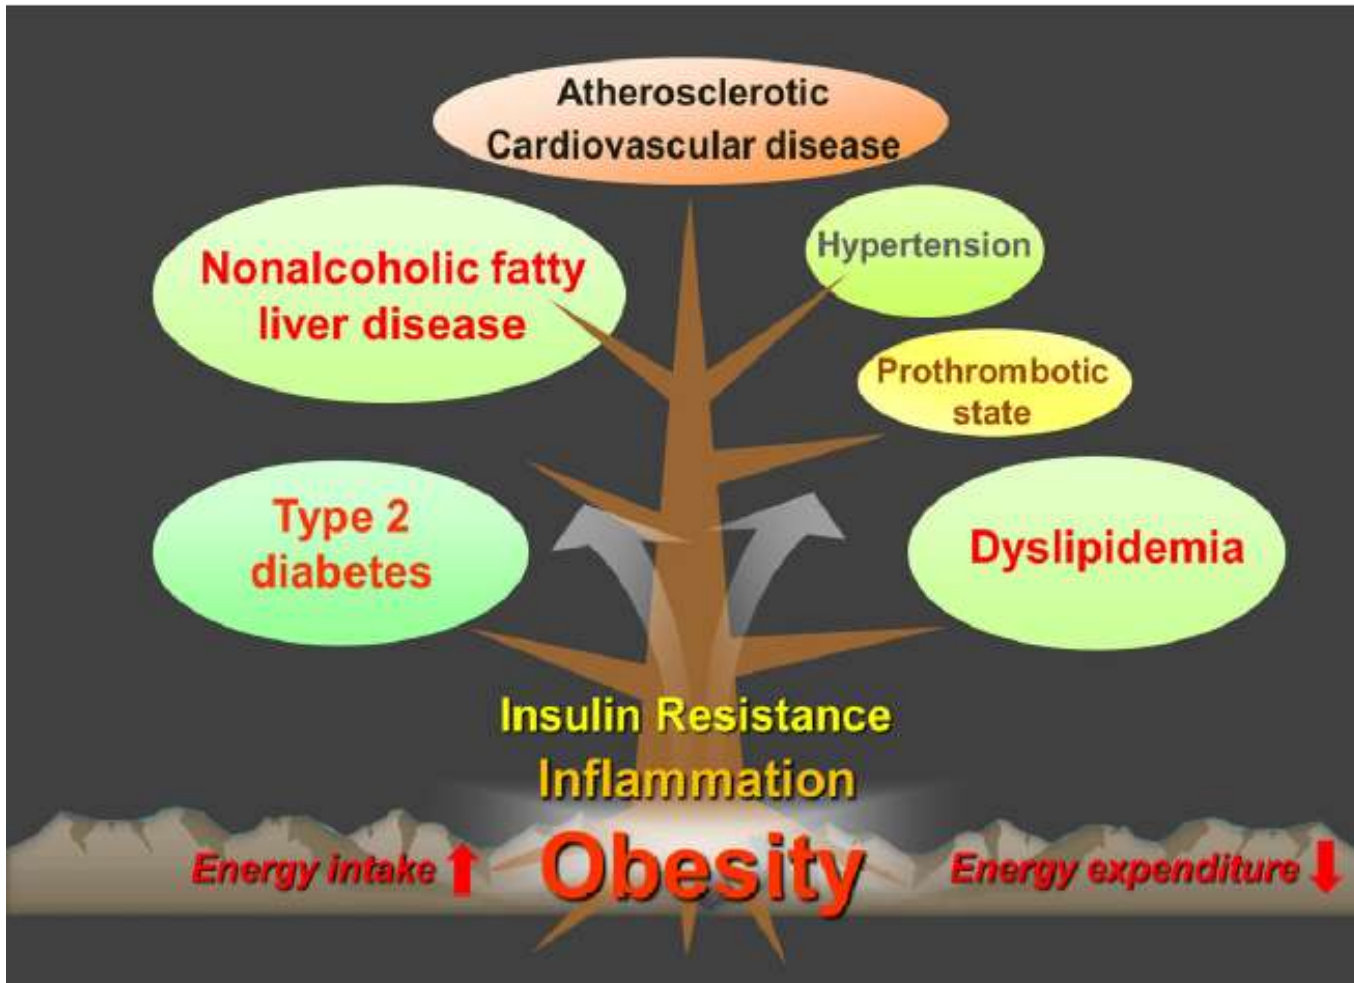 Atherosclerotic
Cardiovascular disease
Nonalcoholic fatty
liver disease
Hypertension
Prothrombotic
state
Type 2
diabetes
Dyslipidemia
Insulin Resistance
Inflammation
Energy intake
Obesity
Energy expenditure